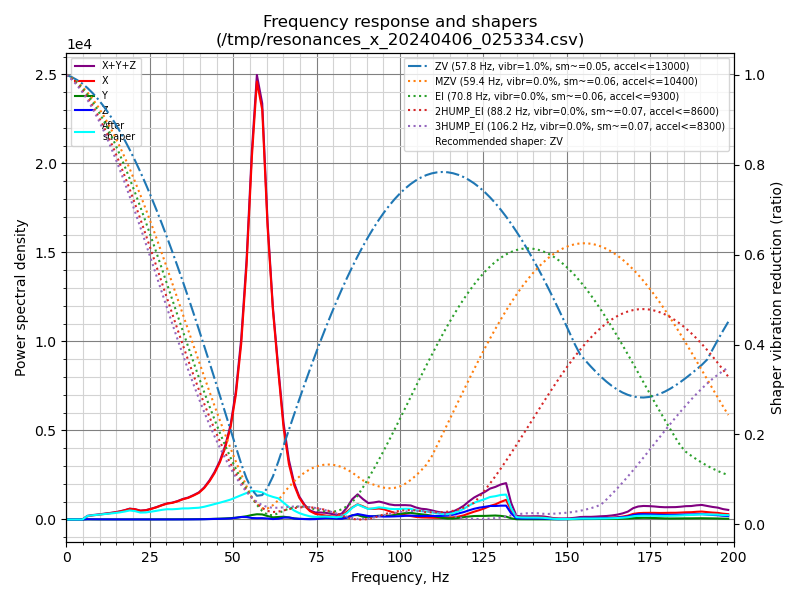 Frequency response and shapers
(/tmp/resonances_x_20240406_025334.csv)
1e4
X+Y+Z
X
Y
Z
After
shaper
ZV (57.8 Hz, vibr=1.0%, sm~=0.05, accel<=13000)
MZV (59.4 Hz, vibr=0.0%, sm~=0.06, accel<=10400)
EI (70.8 Hz, vibr=0.0%, sm~=0.06, accel<=9300)
2HUMP_EI (88.2 Hz, vibr=0.0%, sm~=0.07, accel<=8600)
3HUMP_EI (106.2 Hz, vibr=0.0%, sm~=0.07, accel<=8300)
Recommended shaper: ZV
Power spectral density
2.5
2.0
1.5
1.0
0.5
0.0
Shaper vibration reduction (ratio)
1.0
0.8
0.6
0.4
0.2
0.0
0 25 50 75 100 125 150 175 200
Frequency, Hz